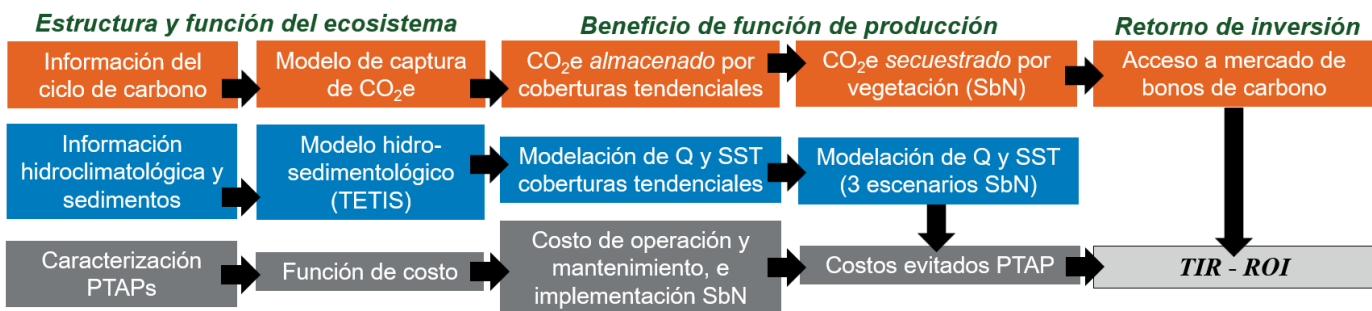 Estructura y función del ecosistema
Beneficio de función de producción
Retorno de inversión
Información del
ciclo de carbono
Modelo de captura
de CO₂e
CO₂e almacenado por
coberturas tendenciales
CO₂e secuestrado por
vegetación (SbN)
Acceso a mercado de
bonos de carbono
Información
hidroclimatológica y
sedimentos
Modelo hidro-
sedimentológico
(TETIS)
Modelación de Q y SST
coberturas tendenciales
Modelación de Q y SST
(3 escenarios SbN)
Caracterización
PTAPs
Función de costo
Costo de operación y
mantenimiento, e
implementación SbN
Costos evitados PTAP
TIR - ROI